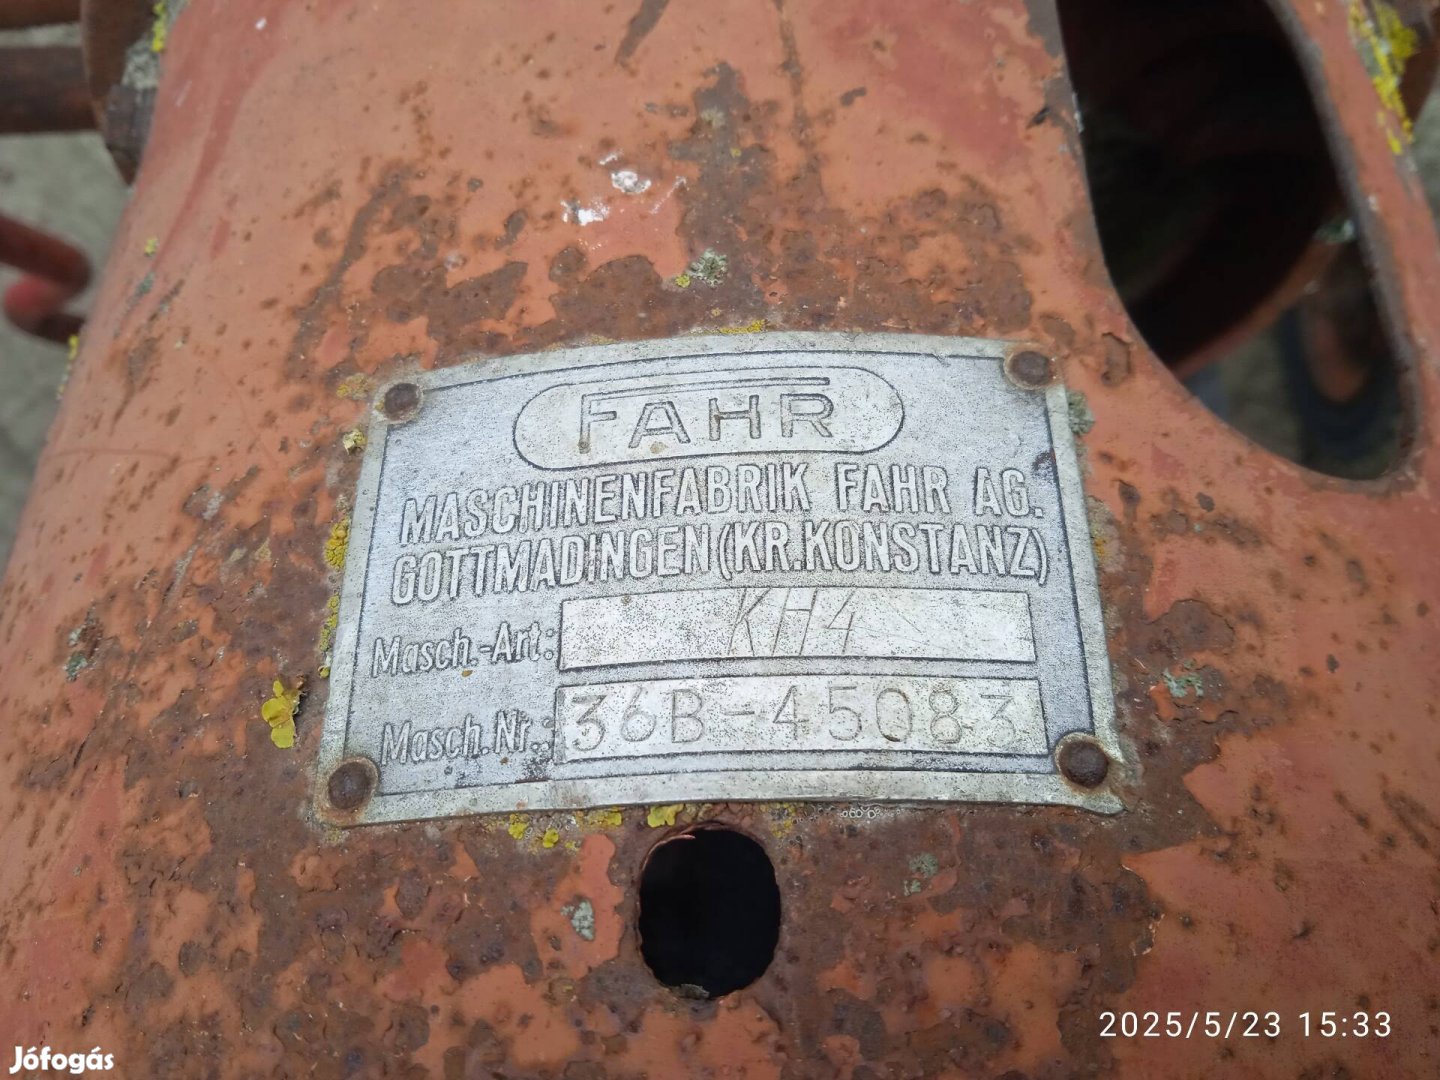 FAHR
MASCHINENFABRIK FAHR AG.
GOTTMADINGEN (KR. KONSTANZ)
Masch.-Art: KH4
Masch. Nr.: 36B-45083
2025/5/23 15:33
Jófogás